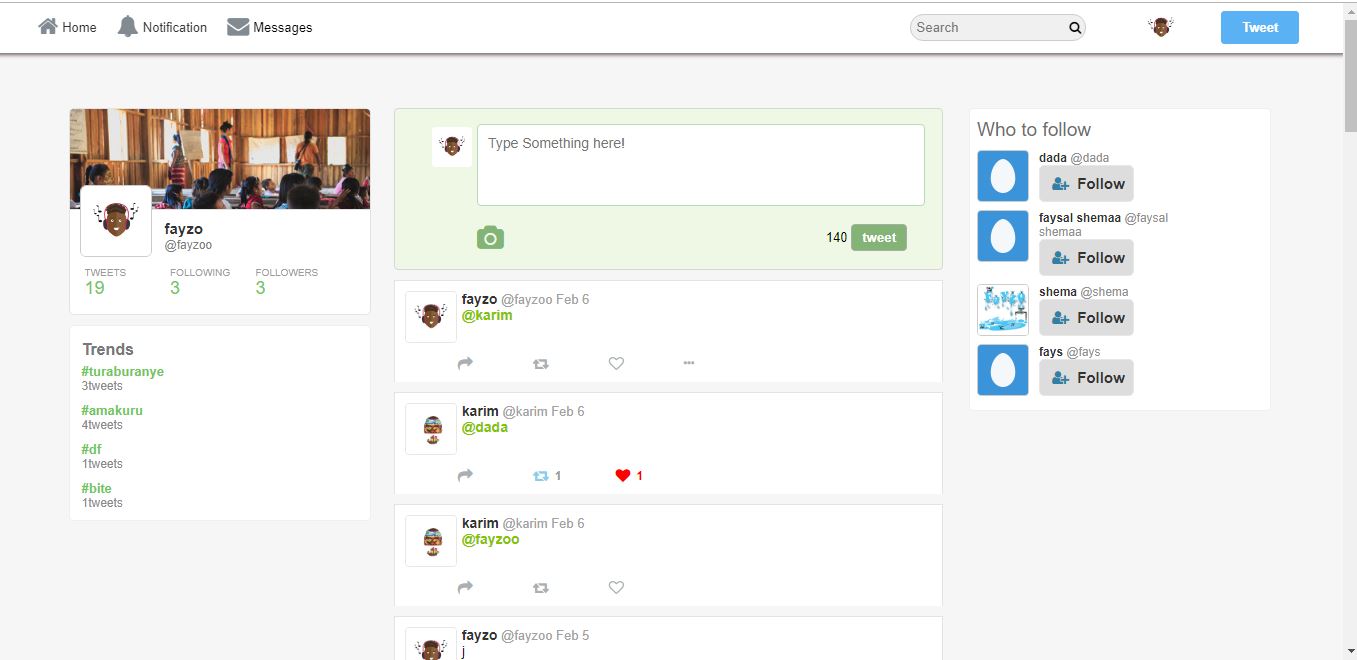 Home Notification Messages Search Tweet
fayzo
@fayzoo
TWEETS FOLLOWING FOLLOWERS
19 3 3
Trends
#turaburanye
3tweets
#amakuru
4tweets
#df
1tweets
#bite
1tweets
Type Something here!
140 tweet
fayzo @fayzoo Feb 6
@karim
karim @karim Feb 6
@dada
1 1
karim @karim Feb 6
@fayzoo
fayzo @fayzoo Feb 5
j
Who to follow
dada @dada
Follow
faysal shemaa @faysal
shemaa
Follow
shema @shema
Follow
fays @fays
Follow